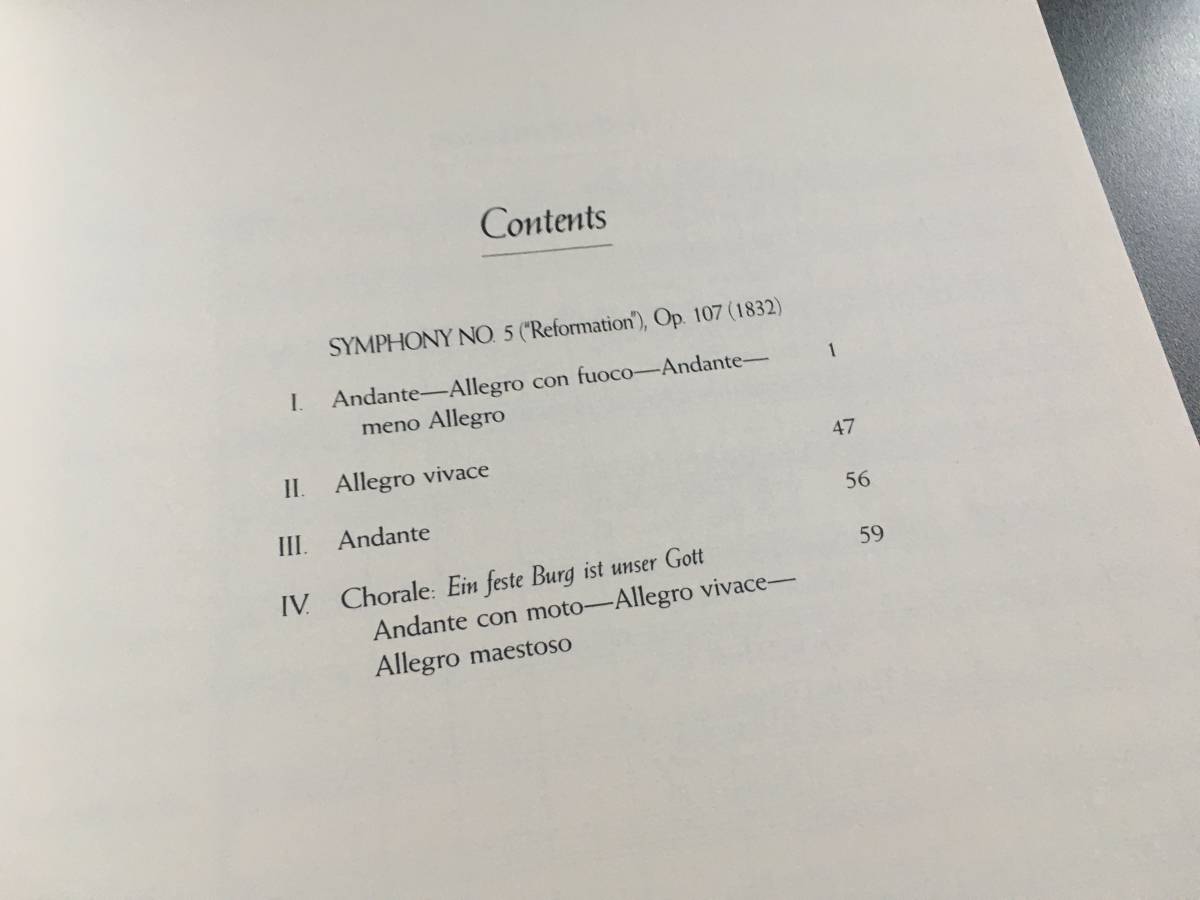 Contents
SYMPHONY NO. 5 ("Reformation"), Op. 107 (1832)
I. Andante—Allegro con fuoco—Andante— 1
meno Allegro
II. Allegro vivace 47
III. Andante 56
IV. Chorale: Ein feste Burg ist unser Gott 59
Andante con moto—Allegro vivace—
Allegro maestoso